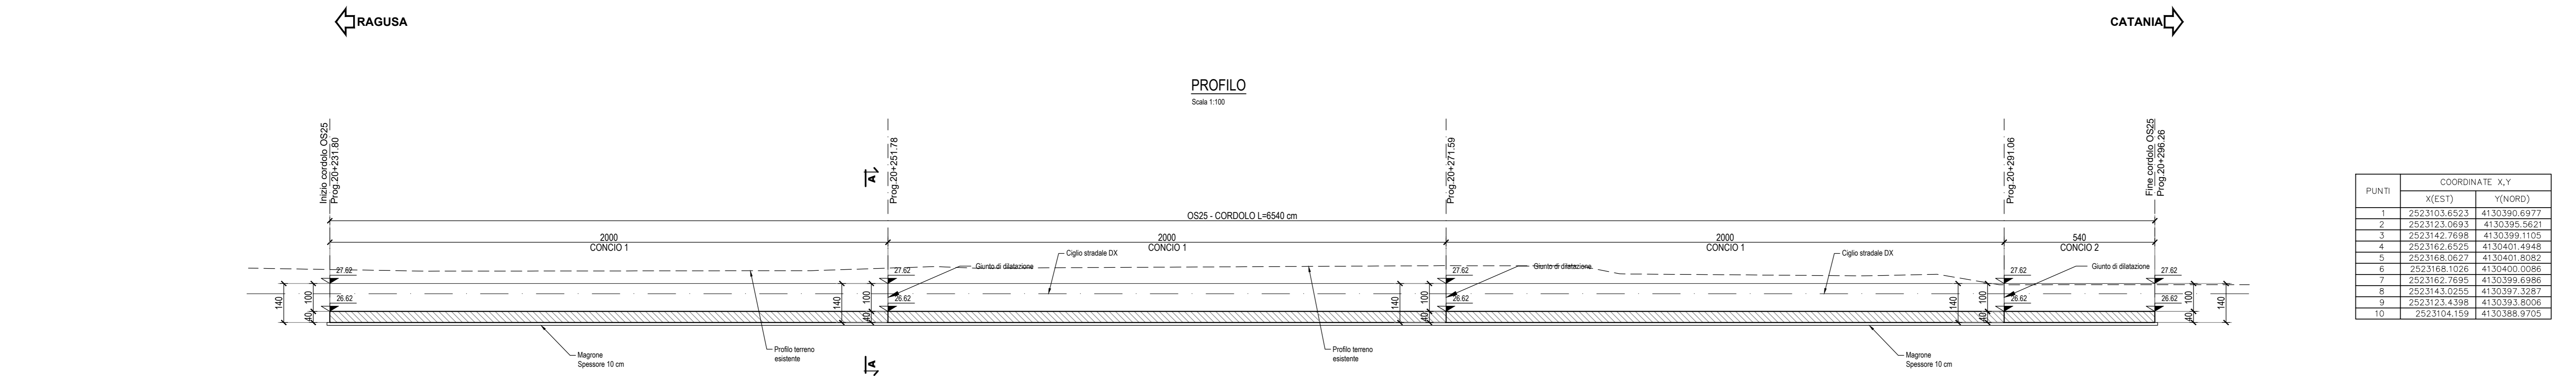 RAGUSA
CATANIA
PROFILO
Scala 1:100
Inizio cordolo OS25
Prog.20+231.80
A
Prog.20+251.78
Prog.20+271.59
Prog.20+291.06
Fine cordolo OS25
Prog.20+296.26
OS25 - CORDOLO L=6540 cm
2000
CONCIO 1
2000
CONCIO 1
2000
CONCIO 1
540
CONCIO 2
Ciglio stradale DX
Ciglio stradale DX
Giunto di dilatazione
Giunto di dilatazione
Giunto di dilatazione
27.62
27.62
27.62
27.62
27.62
26.62
26.62
26.62
26.62
26.62
140
100
40
140
100
40
140
100
40
140
100
40
100
40
140
Profilo terreno
esistente
Profilo terreno
esistente
Magrone
Spessore 10 cm
Magrone
Spessore 10 cm
A
PUNTI
COORDINATE X,Y
X(EST) Y(NORD)
1 2523103.6523 4130390.6977
2 2523123.0693 4130395.5621
3 2523142.7698 4130399.1105
4 2523162.6525 4130401.4948
5 2523168.0627 4130401.8082
6 2523168.1026 4130400.0086
7 2523162.7695 4130399.6986
8 2523143.0255 4130397.3287
9 2523123.4398 4130393.8006
10 2523104.159 4130388.9705